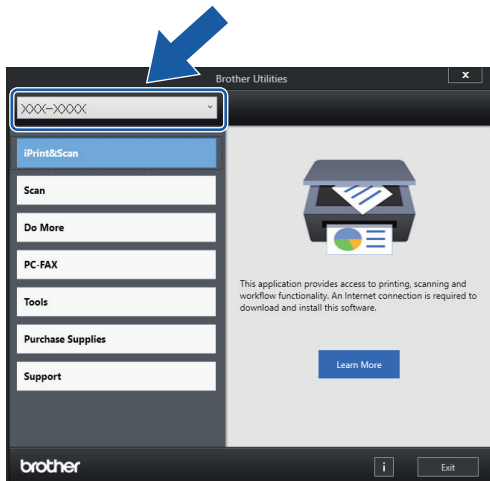 Brother Utilities
X
XXX-XXXX
iPrint&Scan
Scan
Do More
PC-FAX
Tools
Purchase Supplies
Support
This application provides access to printing, scanning and
workflow functionality. An Internet connection is required to
download and install this software.
Learn More
brother
i
Exit